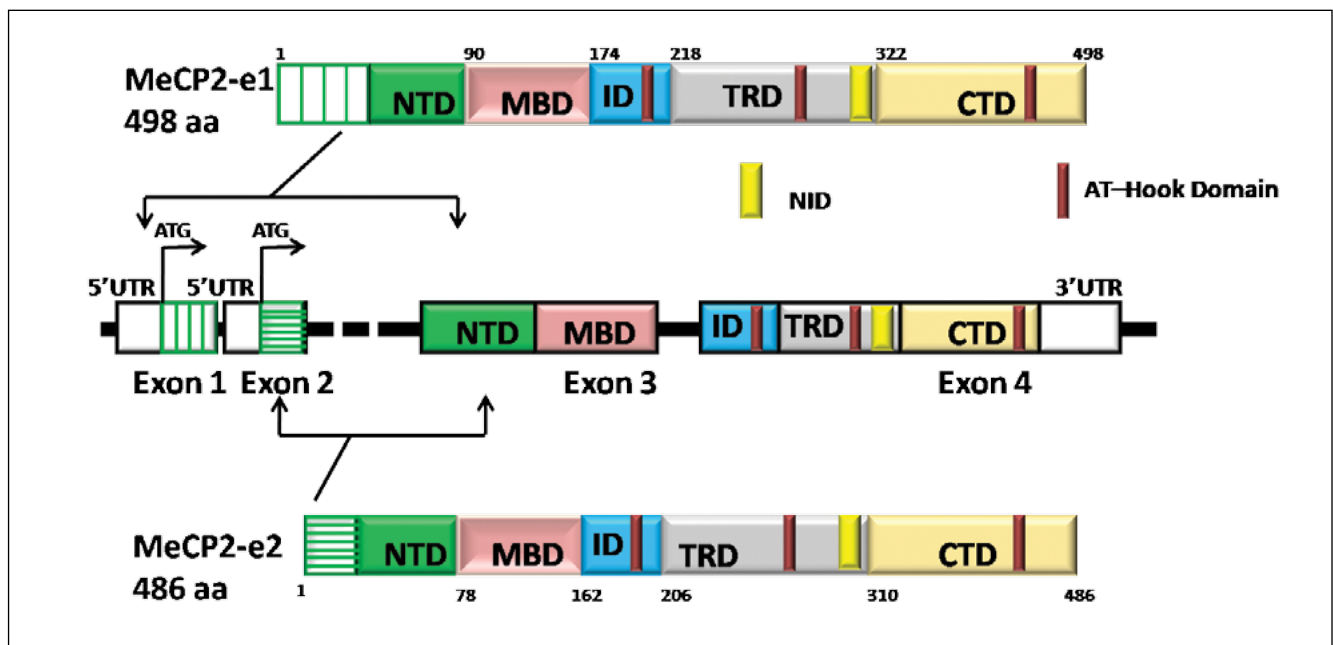 1 90 174 218 322 498
MeCP2-e1
498 aa
NTD MBD ID TRD CTD
NID
AT-Hook Domain
ATG ATG
5'UTR 5'UTR 3'UTR
NTD MBD ID TRD CTD
Exon 1 Exon 2 Exon 3 Exon 4
MeCP2-e2
486 aa
NTD MBD ID TRD CTD
1 78 162 206 310 486